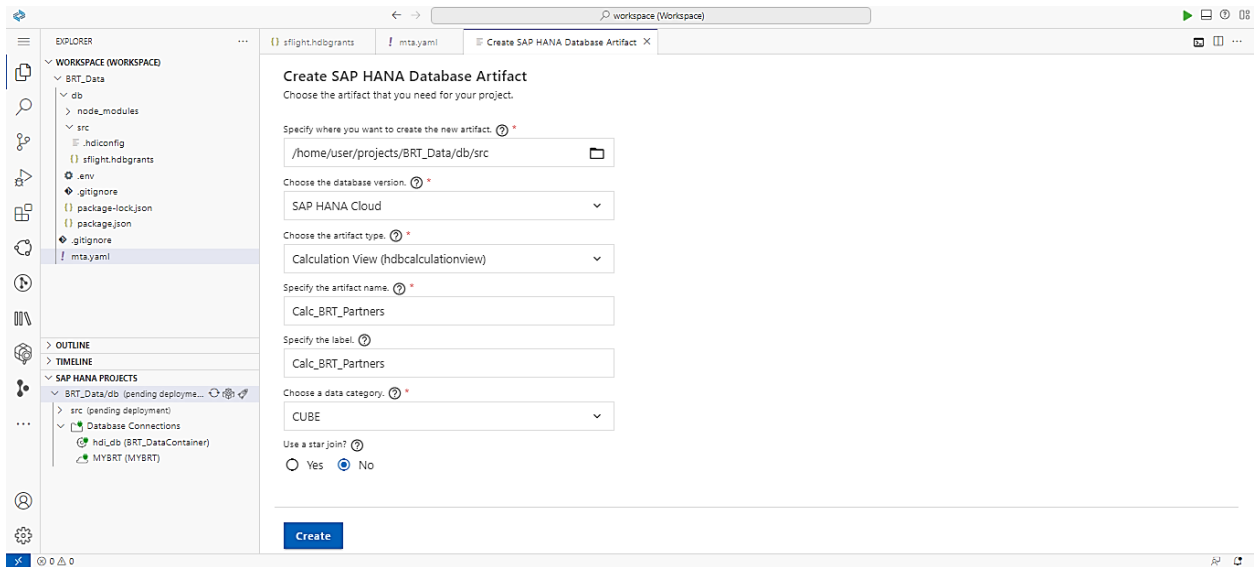 workspace (Workspace)
EXPLORER
sflight.hdbgrants
mta.yaml
Create SAP HANA Database Artifact
WORKSPACE (WORKSPACE)
BRT_Data
db
node_modules
src
.hdiconfig
sflight.hdbgrants
.env
.gitignore
package-lock.json
package.json
.gitignore
mta.yaml
OUTLINE
TIMELINE
SAP HANA PROJECTS
BRT_Data/db (pending deployme...
src (pending deployment)
Database Connections
hdi_db (BRT_DataContainer)
MYBRT (MYBRT)
Create SAP HANA Database Artifact
Choose the artifact that you need for your project.
Specify where you want to create the new artifact. *
/home/user/projects/BRT_Data/db/src
Choose the database version. *
SAP HANA Cloud
Choose the artifact type. *
Calculation View (hdbcalculationview)
Specify the artifact name. *
Calc_BRT_Partners
Specify the label.
Calc_BRT_Partners
Choose a data category. *
CUBE
Use a star join?
Yes No
Create
0 0